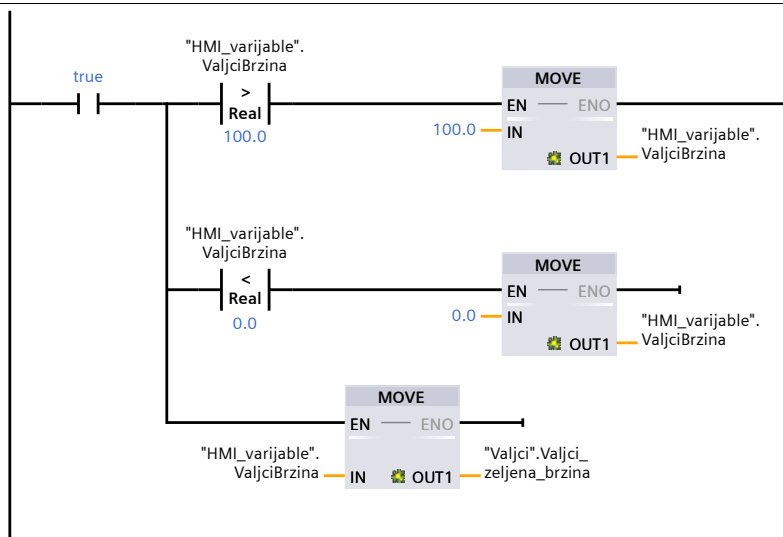 "HMI_varijable".
ValjciBrzina
true
>
Real
100.0
MOVE
EN
ENO
100.0
IN
OUT1
"HMI_varijable".
ValjciBrzina
"HMI_varijable".
ValjciBrzina
<
Real
0.0
MOVE
EN
ENO
0.0
IN
OUT1
"HMI_varijable".
ValjciBrzina
MOVE
EN
ENO
"HMI_varijable".
ValjciBrzina
IN
OUT1
"Valjci".Valjci_
zeljena_brzina